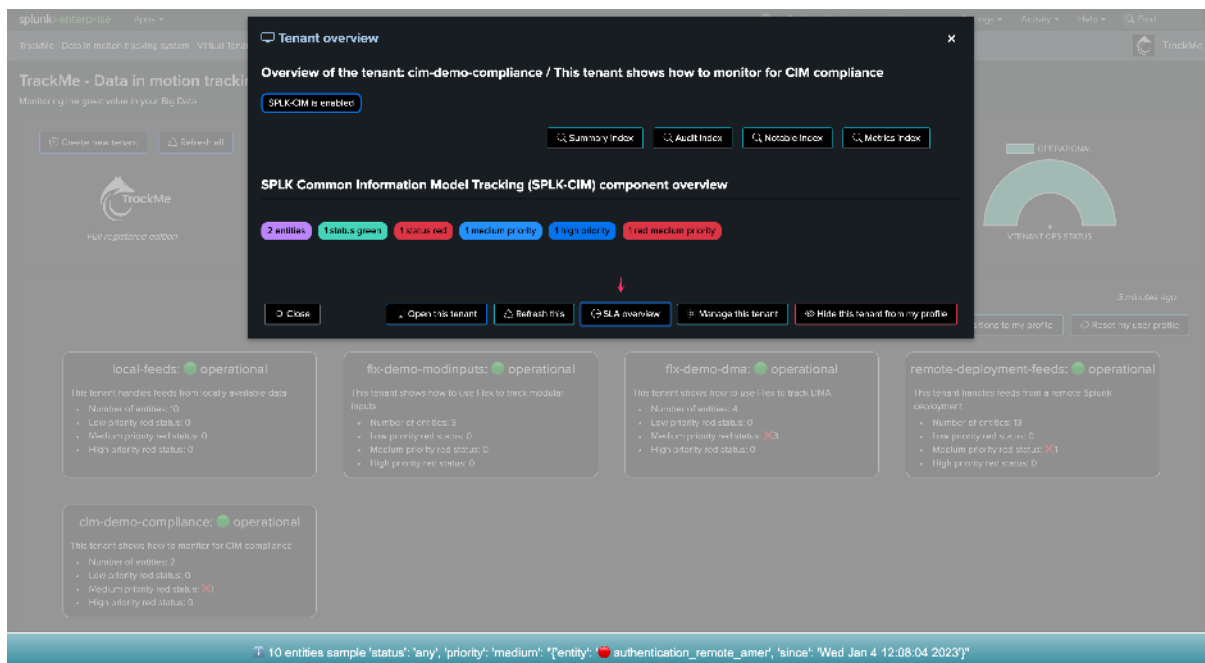 splunk>enterprise Apps
Activity Help Find
TrackMe - Data in motion tracking system - Virtual Tena
TrackMe
TrackMe - Data in motion tracki
Monitoring the great value in your Big Data
Create new tenant Refresh all
TrackMe
Full registered edition
Tenant overview
Overview of the tenant: cim-demo-compliance / This tenant shows how to monitor for CIM compliance
SPLK-CIM is enabled
Summary Index Audit Index Notable Index Metrics Index
SPLK Common Information Model Tracking (SPLK-CIM) component overview
2 entities 1 status green 1 status red 1 medium priority 1 high priority 1 red medium priority
Close Open this tenant Refresh this SLA overview Manage this tenant Hide this tenant from my profile
OPERATIONAL
VTENANT OPS STATUS
3 minutes ago
to my profile Reset my user profile
local-feeds: operational
This tenant handles feeds from locally available data
Number of entities: 10
Low priority red status: 0
Medium priority red status: 0
High priority red status: 0
flx-demo-modinputs: operational
This tenant shows how to use Flex to track modular
inputs
Number of entities: 3
Low priority red status: 0
Medium priority red status: 0
High priority red status: 0
flx-demo-dma: operational
This tenant shows how to use Flex to track DMA
Number of entities: 4
Low priority red status: 0
Medium priority red status: ❌3
High priority red status: 0
remote-deployment-feeds: operational
This tenant handles feeds from a remote Splunk
deployment
Number of entities: 13
Low priority red status: 0
Medium priority red status: ❌1
High priority red status: 0
cim-demo-compliance: operational
This tenant shows how to monitor for CIM compliance
Number of entities: 2
Low priority red status: 0
Medium priority red status: ❌1
High priority red status: 0
10 entities sample 'status': 'any', 'priority': 'medium': "{'entity': '🔴 authentication_remote_amer', 'since': 'Wed Jan 4 12:08:04 2023'}"